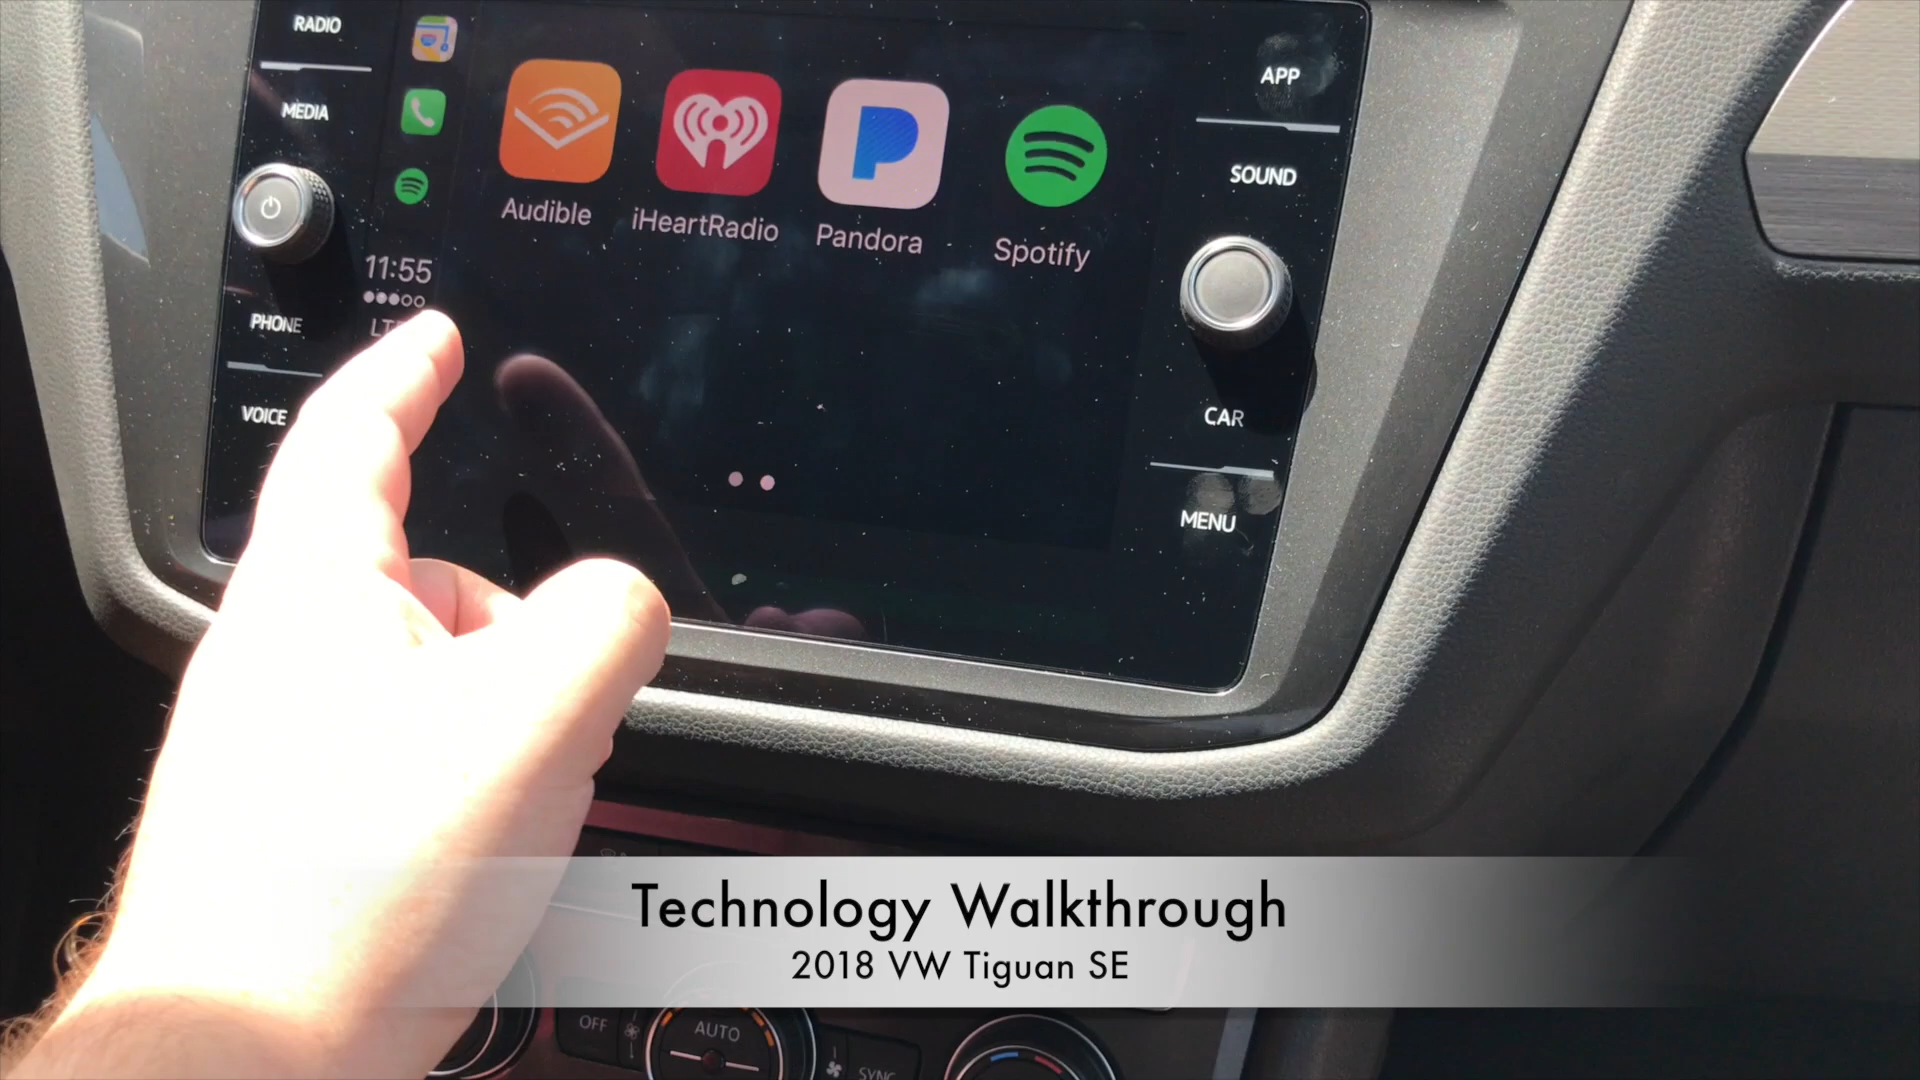 RADIO
MEDIA
PHONE
VOICE
11:55
Audible
iHeartRadio
Pandora
Spotify
APP
SOUND
CAR
MENU
Technology Walkthrough
2018 VW Tiguan SE
OFF
AUTO
SYNC